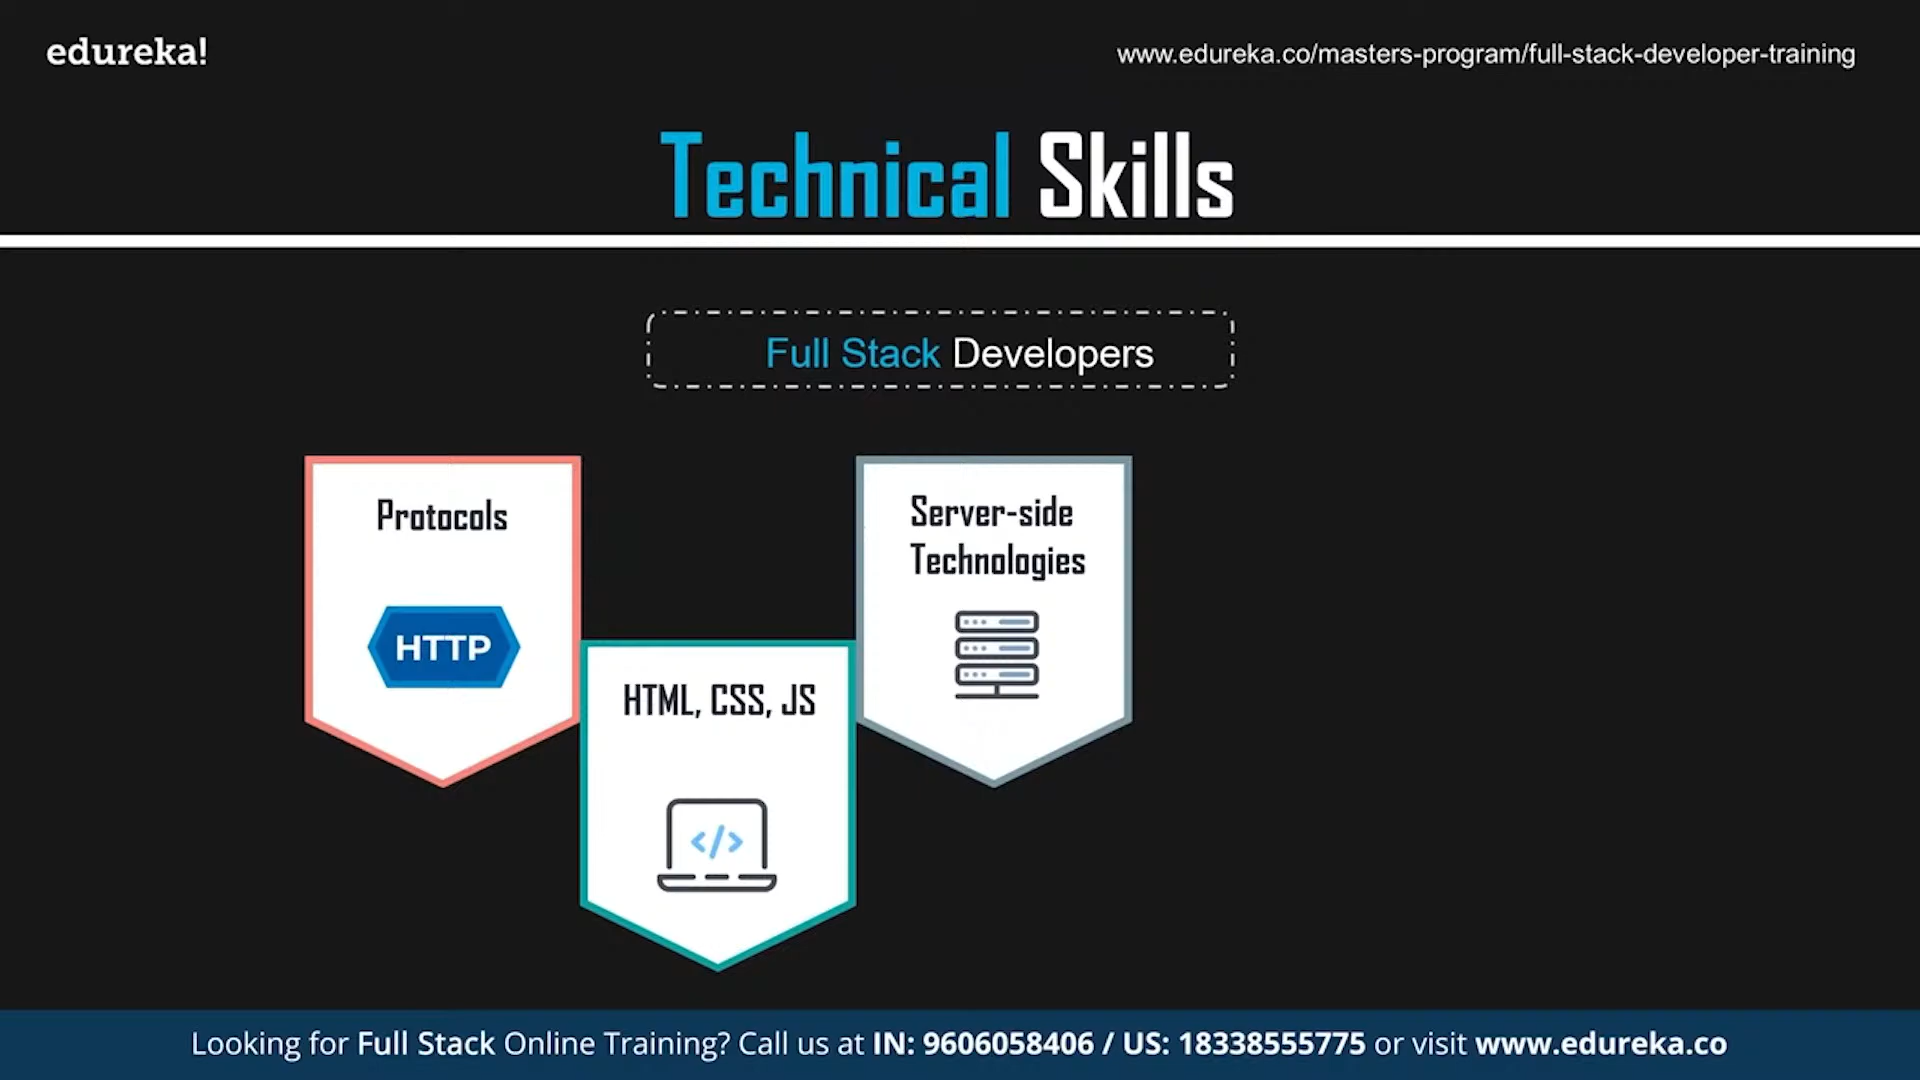 edureka!
www.edureka.co/masters-program/full-stack-developer-training
Technical Skills
Full Stack Developers
Protocols
HTTP
HTML, CSS, JS
</>
Server-side
Technologies
Looking for Full Stack Online Training? Call us at IN: 9606058406 / US: 18338555775 or visit www.edureka.co